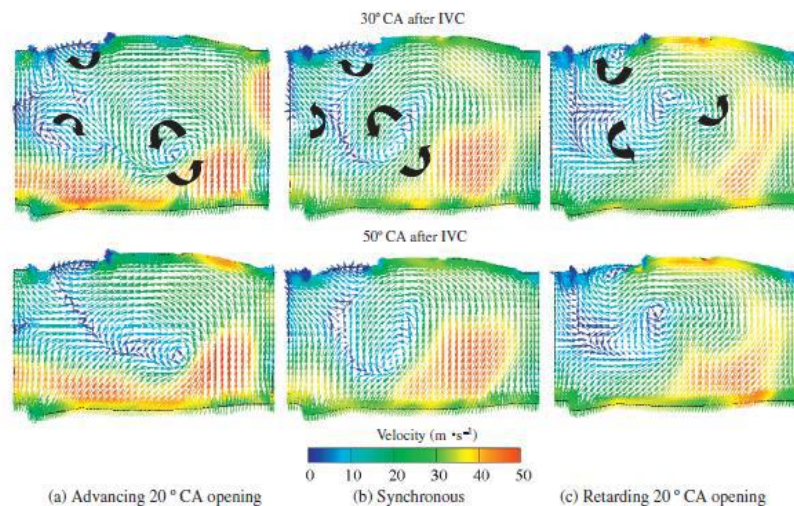 30° CA after IVC
50° CA after IVC
Velocity (m •s⁻¹)
0 10 20 30 40 50
(a) Advancing 20 ° CA opening
(b) Synchronous
(c) Retarding 20 ° CA opening